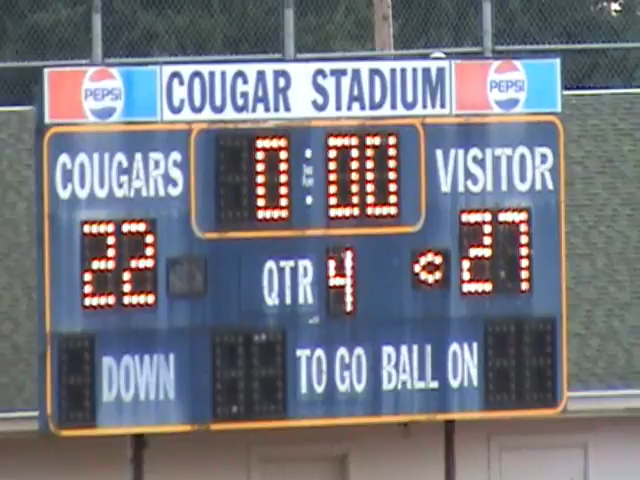 PEPSI COUGAR STADIUM PEPSI
0:00
COUGARS VISITOR
22 QTR 4 27
DOWN TO GO BALL ON